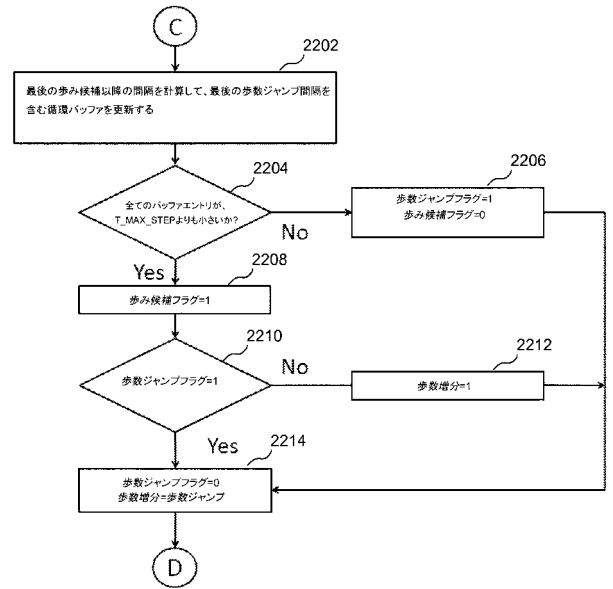 C
2202
最後の歩み候補以降の間隔を計算して、最後の歩数ジャンプ間隔を
含む循環バッファを更新する
2204
全てのバッファエントリが、
T_MAX_STEPよりも小さいか?
2206
歩数ジャンプフラグ=1
歩み候補フラグ=0
No
Yes
2208
歩み候補フラグ=1
2210
歩数ジャンプフラグ=1
No
2212
歩数増分=1
Yes
2214
歩数ジャンプフラグ=0
歩数増分=歩数ジャンプ
D